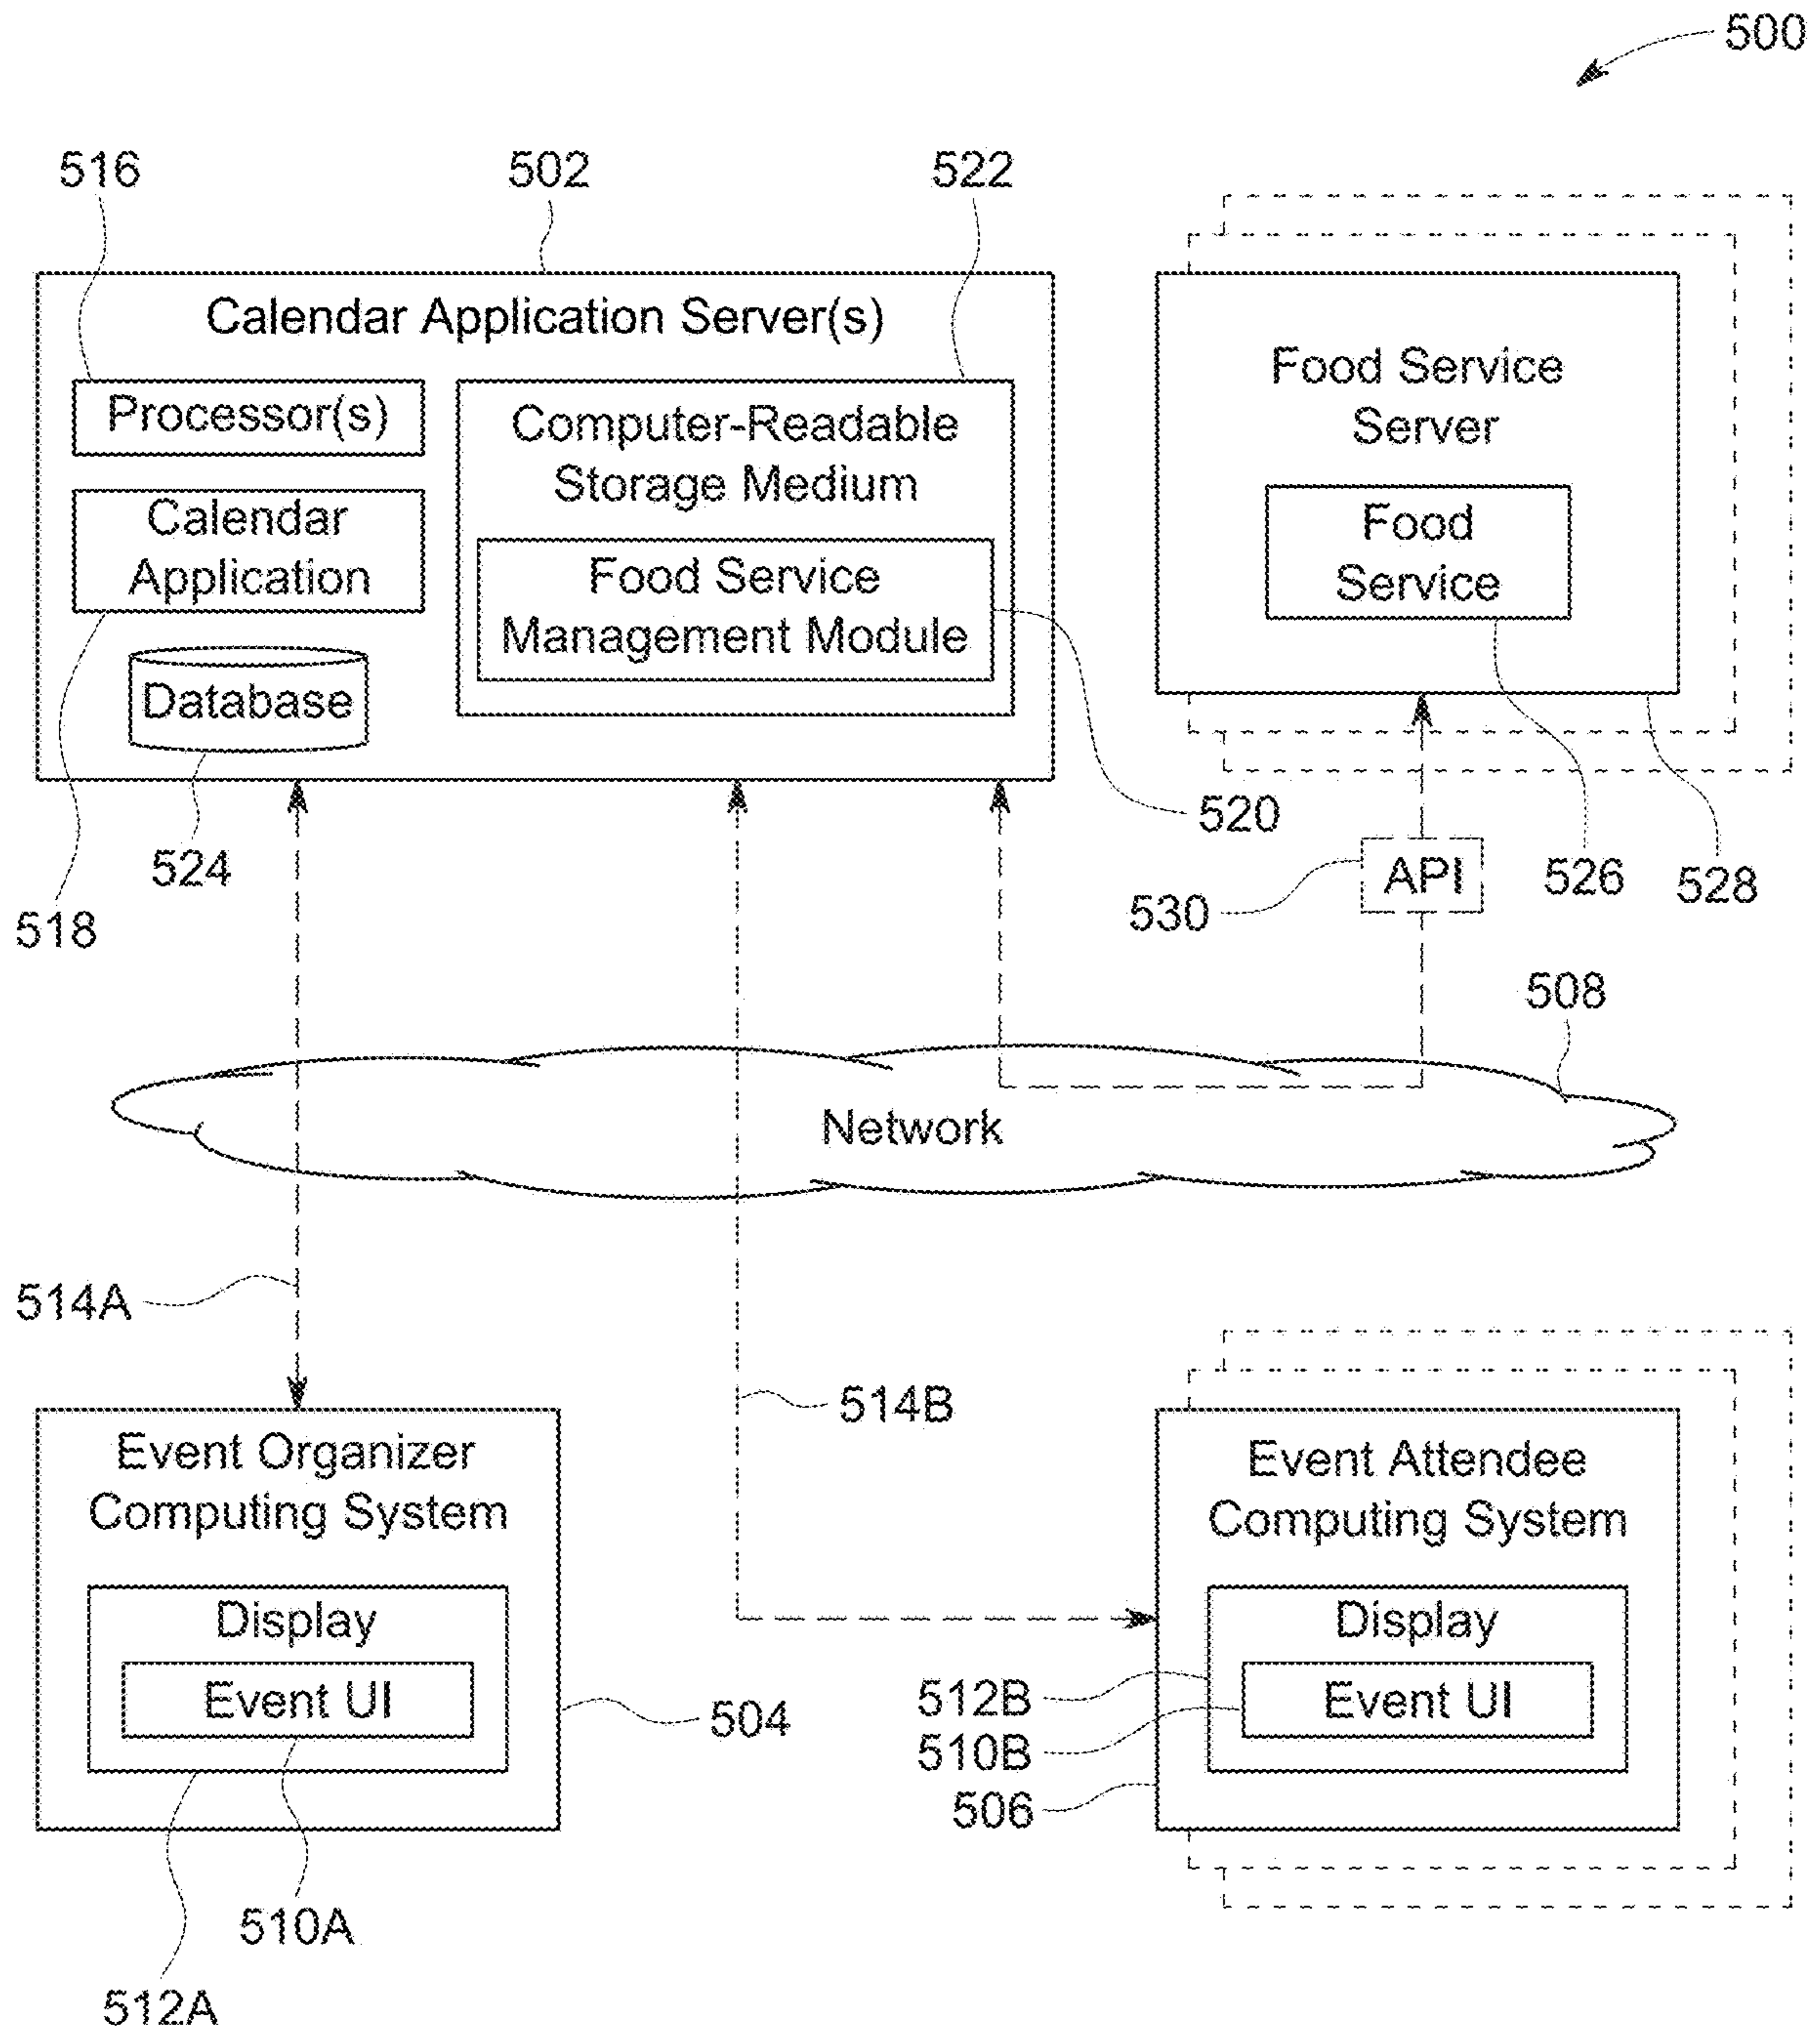 500
516
502
522
Calendar Application Server(s)
Processor(s)
Calendar
Application
Database
Computer-Readable
Storage Medium
Food Service
Management Module
Food Service
Server
Food
Service
520
524
518
530
API
526
528
508
Network
514A
514B
Event Organizer
Computing System
Display
Event UI
504
510A
512A
Event Attendee
Computing System
Display
Event UI
512B
510B
506